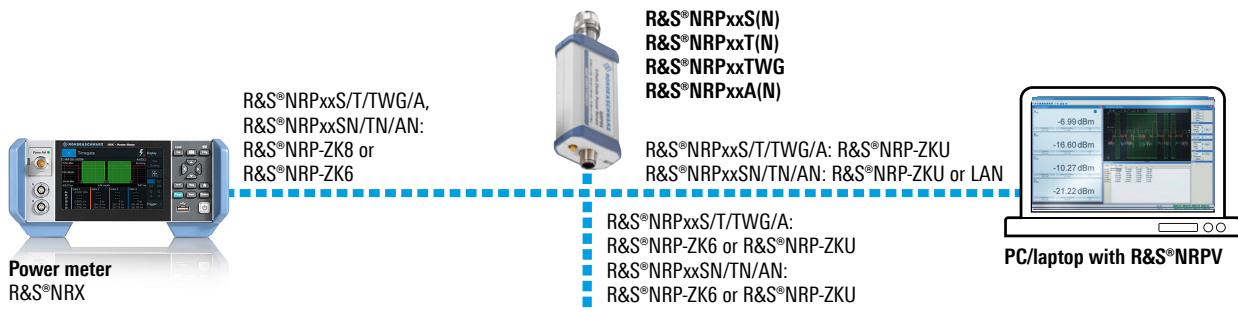 R&S®NRPxxS(N)
R&S®NRPxxT(N)
R&S®NRPxxTWG
R&S®NRPxxA(N)
R&S®NRPxxS/T/TWG/A,
R&S®NRPxxSN/TN/AN:
R&S®NRP-ZK8 or
R&S®NRP-ZK6
ROHDE&SCHWARZ
Timegate
R&S®NRPxxS/T/TWG/A: R&S®NRP-ZKU
R&S®NRPxxSN/TN/AN: R&S®NRP-ZKU or LAN
-6.99 dBm
-16.60 dBm
-10.27 dBm
-21.22 dBm
R&S®NRPxxS/T/TWG/A:
R&S®NRP-ZK6 or R&S®NRP-ZKU
R&S®NRPxxSN/TN/AN:
R&S®NRP-ZK6 or R&S®NRP-ZKU
Power meter
R&S®NRX
PC/laptop with R&S®NRPV